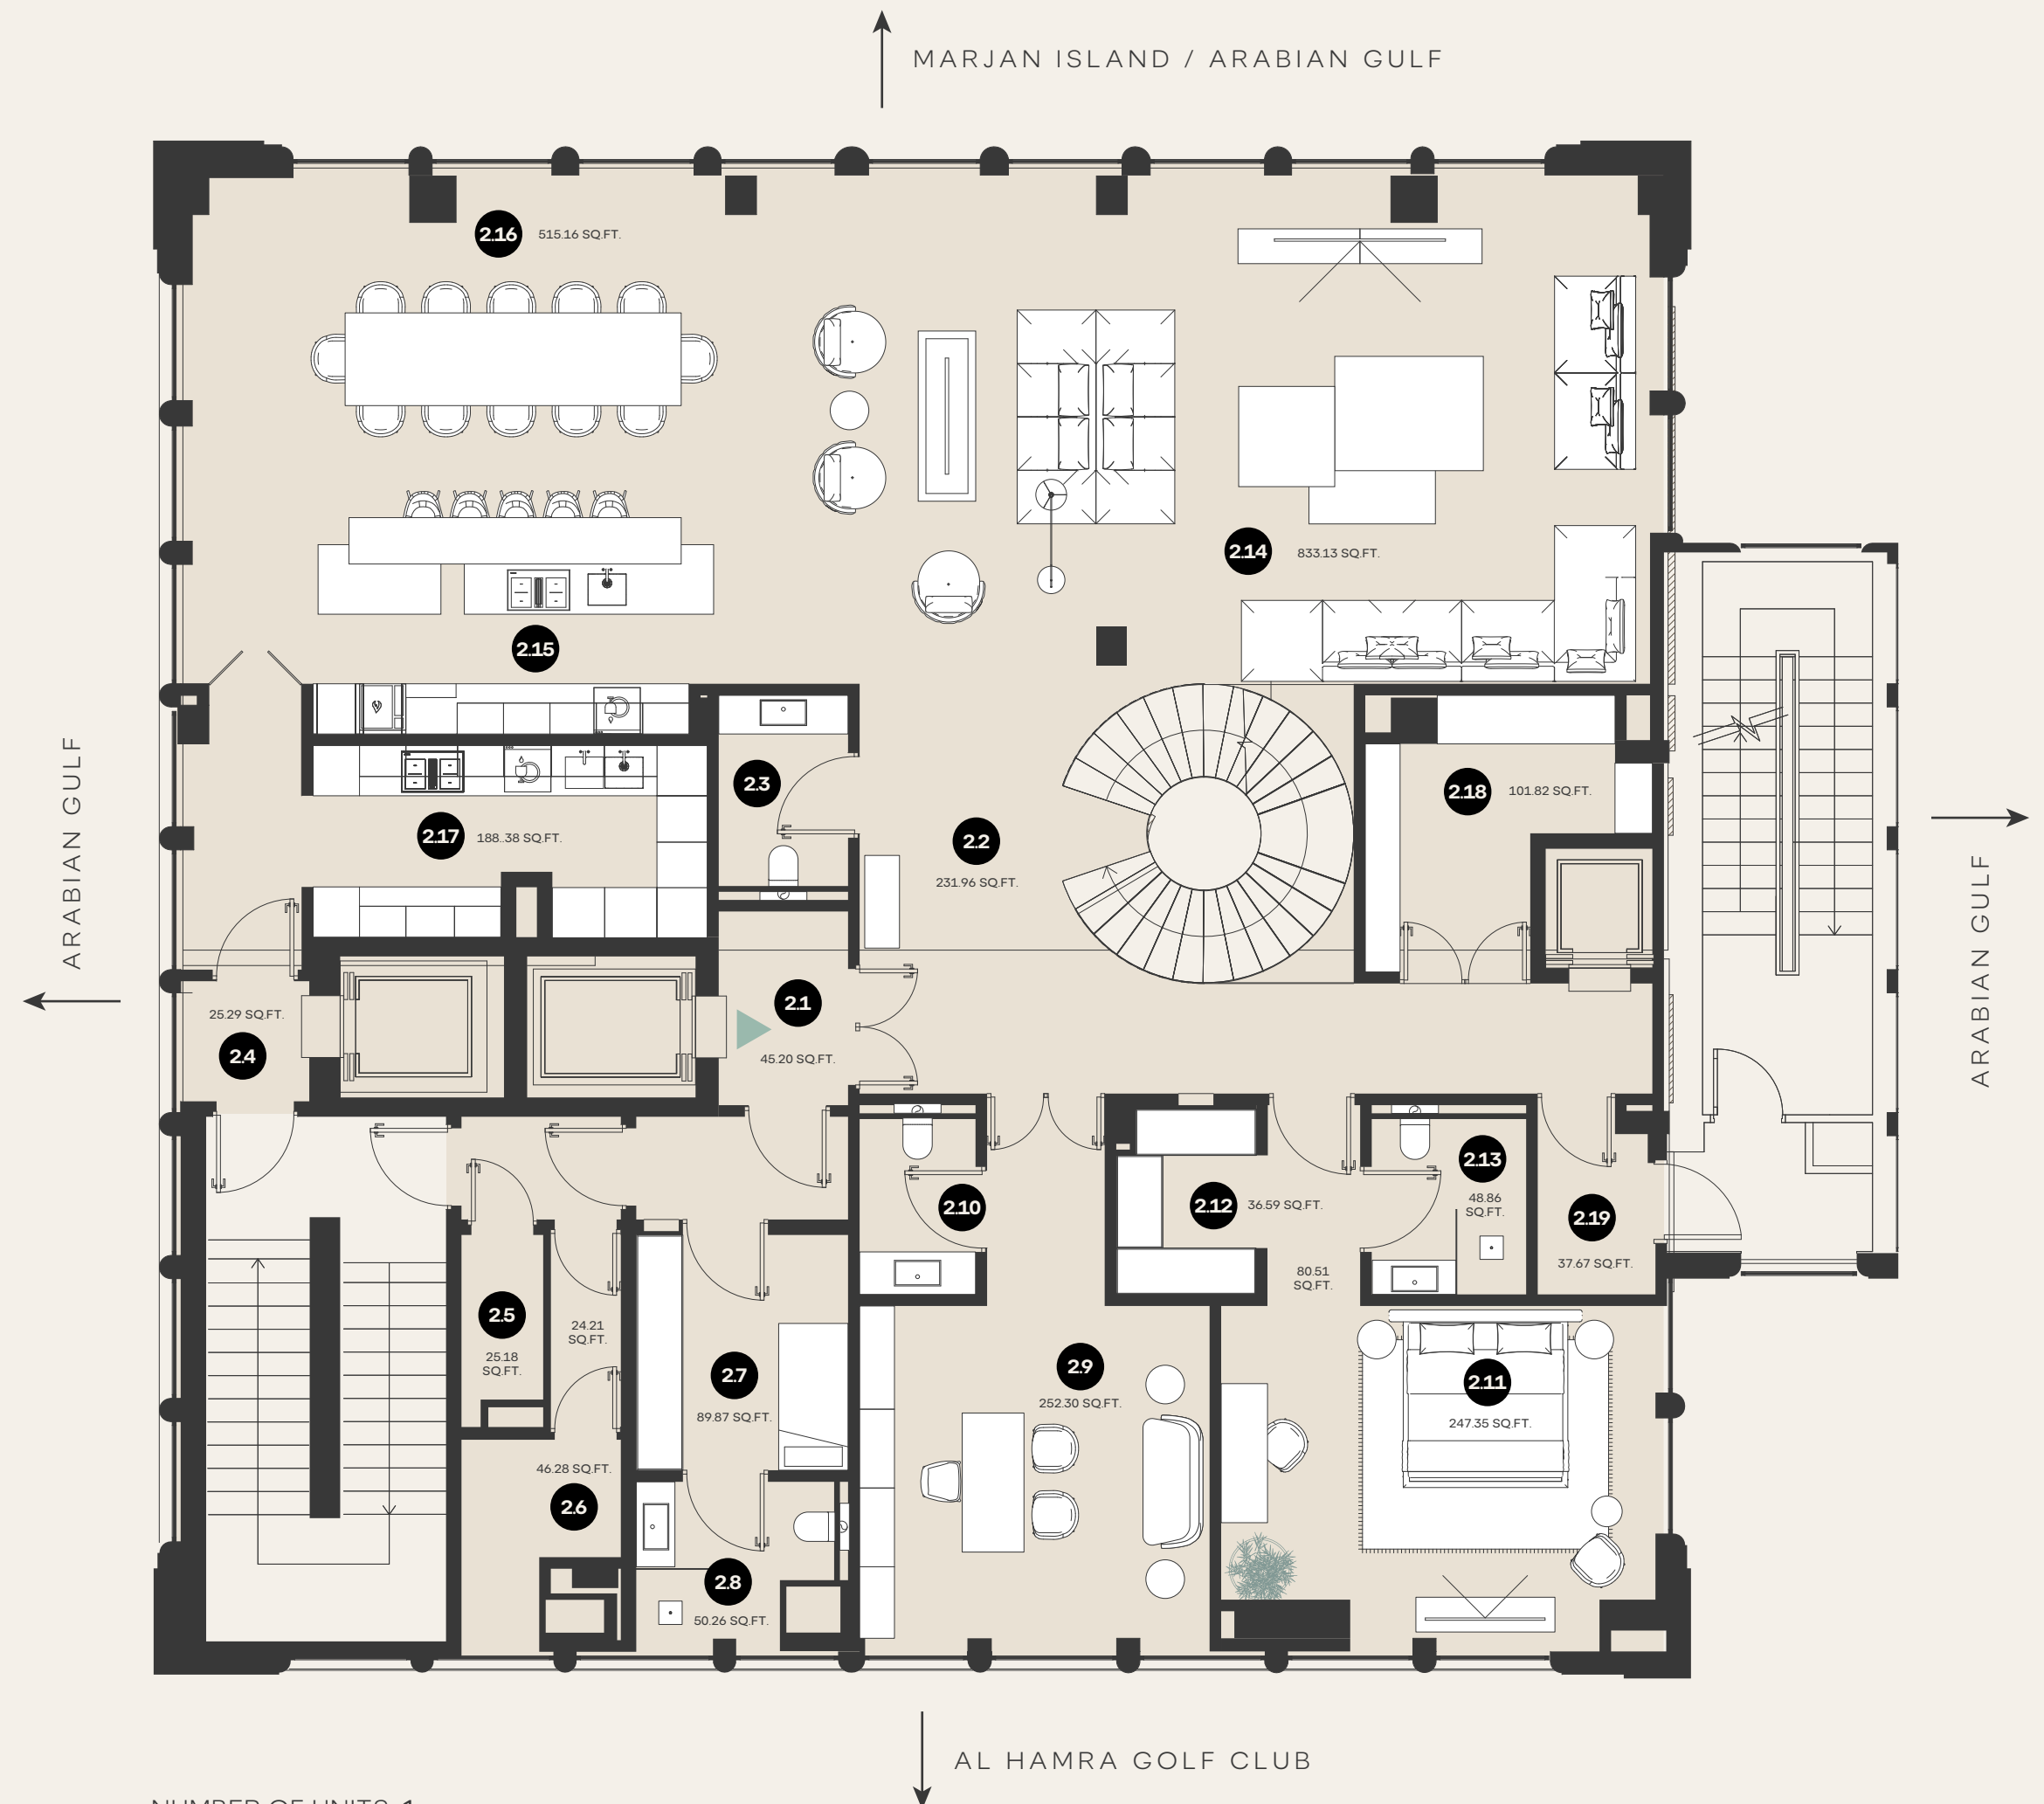 MARJAN ISLAND / ARABIAN GULF
2.16 515.16 SQ.FT.
2.14 833.13 SQ.FT.
2.15
ARABIAN GULF
2.3
2.17 188..38 SQ.FT.
2.2
231.96 SQ.FT.
2.18 101.82 SQ.FT.
ARABIAN GULF
25.29 SQ.FT.
2.4
2.1
45.20 SQ.FT.
2.10
2.12 36.59 SQ.FT.
2.13
48.86
SQ.FT.
2.19
37.67 SQ.FT.
80.51
SQ.FT.
2.5
25.18
SQ.FT.
24.21
SQ.FT.
2.7
89.87 SQ.FT.
2.9
252.30 SQ.FT.
2.11
247.35 SQ.FT.
46.28 SQ.FT.
2.6
2.8
50.26 SQ.FT.
AL HAMRA GOLF CLUB
NUMBER OF UNITS